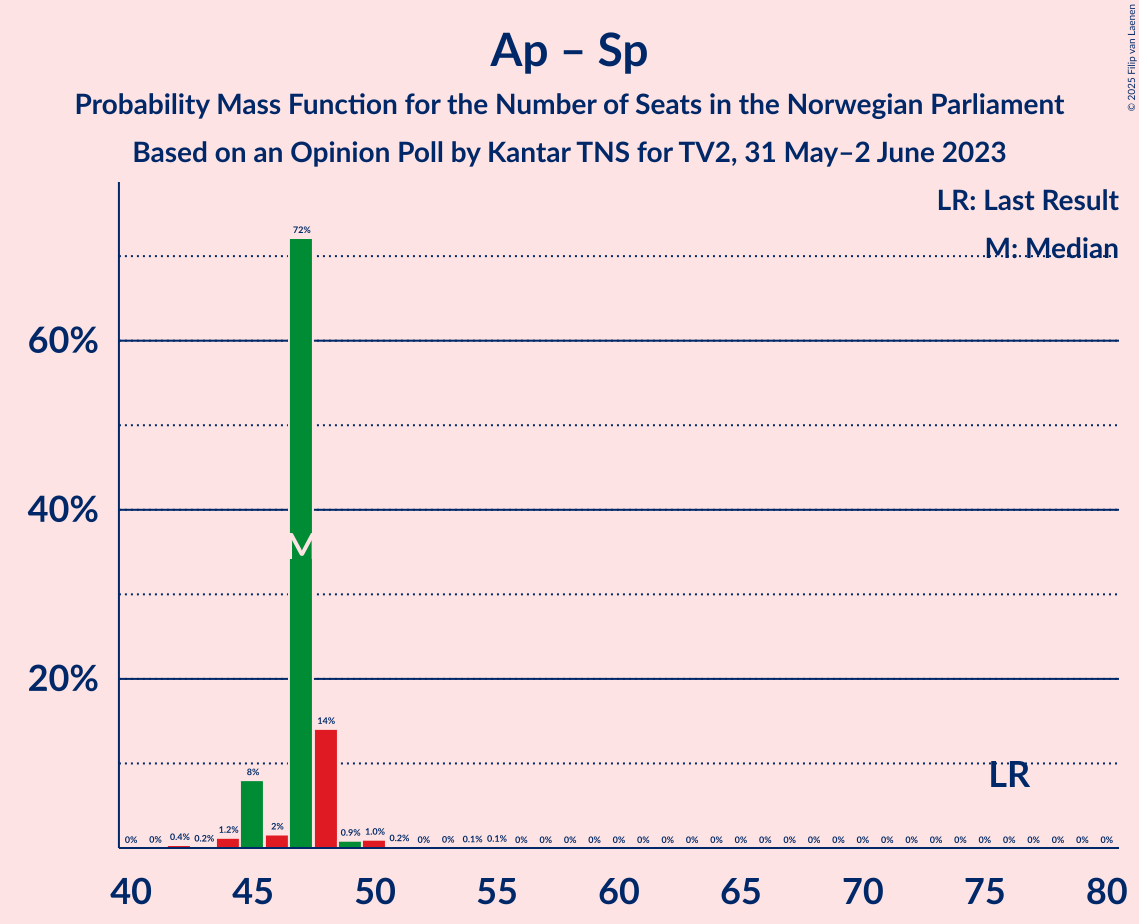 Ap – Sp
Probability Mass Function for the Number of Seats in the Norwegian Parliament
Based on an Opinion Poll by Kantar TNS for TV2, 31 May–2 June 2023
© 2025 Filip van Laenen
LR: Last Result
M: Median
60%
40%
20%
0% 0% 0.4% 0.2% 1.2% 8% 2% 72% 14% 0.9% 1.0% 0.2% 0% 0% 0.1% 0.1% 0% 0% 0% 0% 0% 0% 0% 0% 0% 0% 0% 0% 0% 0% 0% 0% 0% 0% 0% 0% 0% 0% 0% 0% 0%
M
LR
40 45 50 55 60 65 70 75 80